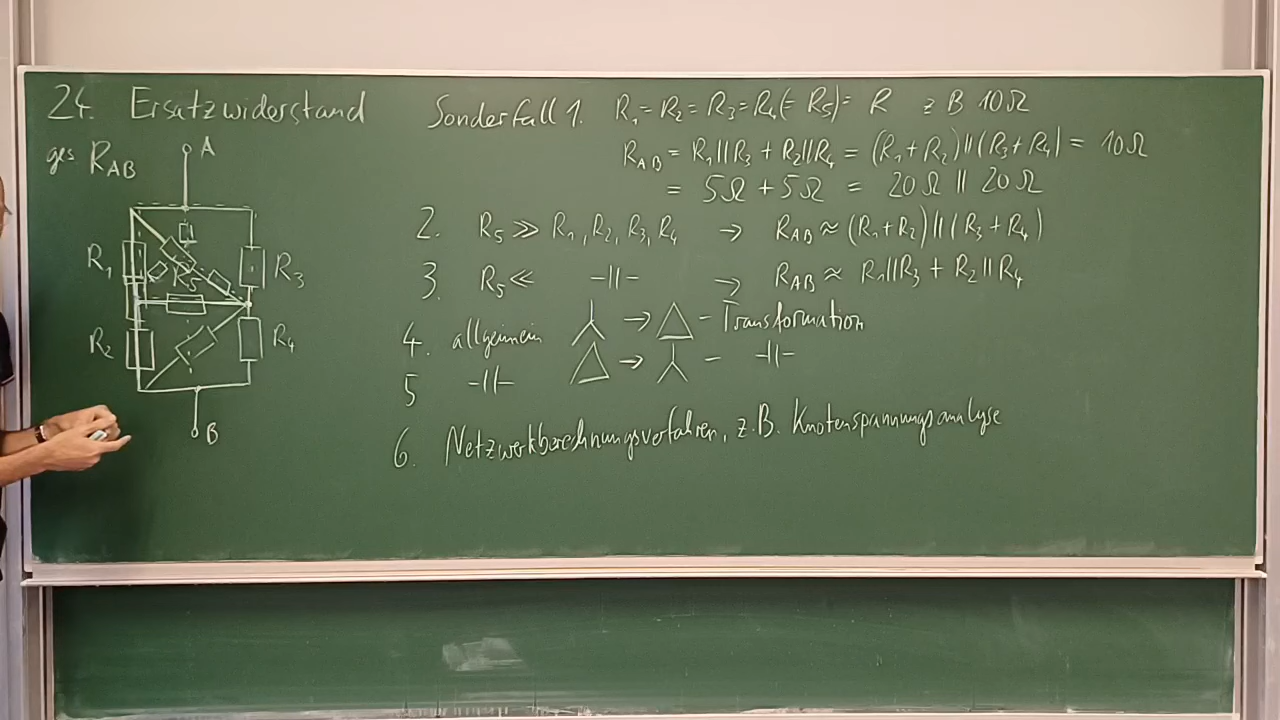 24. Ersatzwiderstand
ges R_AB
A
R₁
R₅
R₃
R₂
R₄
B
Sonderfall 1. R₁ = R₂ = R₃ = R₄ (= R₅) = R z B 10Ω
R_AB = R₁||R₃ + R₂||R₄ = (R₁+R₂)||(R₃+R₄) = 10Ω
= 5Ω + 5Ω = 20Ω || 20Ω
2. R₅ ≫ R₁, R₂, R₃, R₄ → R_AB ≈ (R₁+R₂)||(R₃+R₄)
3. R₅ ≪ –||– → R_AB ≈ R₁||R₃ + R₂||R₄
4. allgemein → △ – Transformation
5 –||– △ → – –||–
6. Netzwerkberechnungsverfahren, z.B. Knotenspannungsanalyse